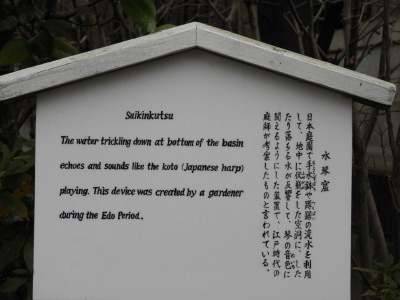 Suikinkutsu
The water trickling down at bottom of the basin
echoes and sounds like the koto (Japanese harp)
playing. This device was created by a gardener
during the Edo Period.
水琴窟
日本庭園で手水鉢や蹲踞の流水を利用
して、地中に伏甕をした空洞に、した
たり落ちる水が反響して、琴の音色に
聞えるようにした装置で、江戸時代の
庭師が考案したものと言われている。